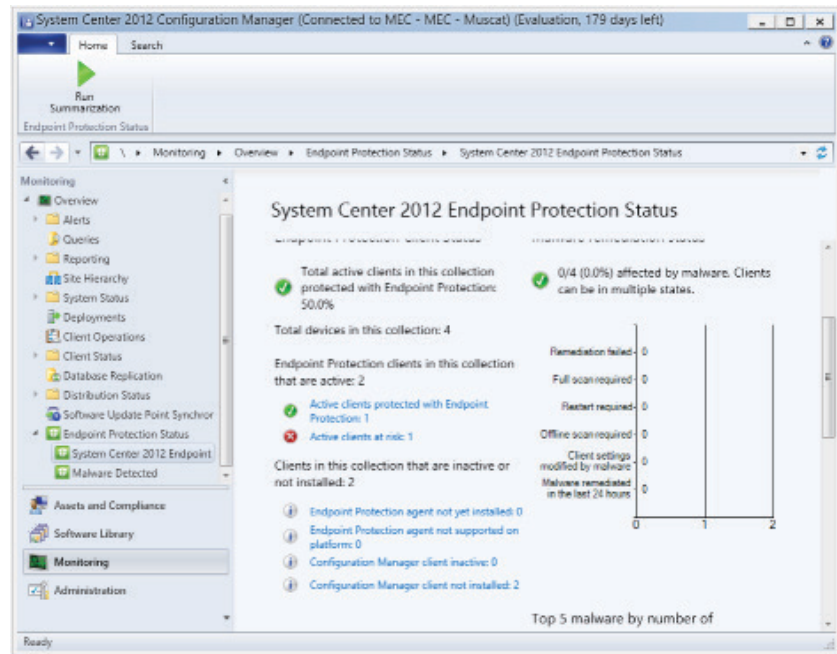 System Center 2012 Configuration Manager (Connected to MEC - MEC - Muscat) (Evaluation, 179 days left)
Home Search
Run
Summarization
Endpoint Protection Status
\ Monitoring Overview Endpoint Protection Status System Center 2012 Endpoint Protection Status
Monitoring
Overview
Alerts
Queries
Reporting
Site Hierarchy
System Status
Deployments
Client Operations
Client Status
Database Replication
Distribution Status
Software Update Point Synchror
Endpoint Protection Status
System Center 2012 Endpoint
Malware Detected
Assets and Compliance
Software Library
Monitoring
Administration
System Center 2012 Endpoint Protection Status
Endpoint Protection Client Status
Total active clients in this collection
protected with Endpoint Protection:
50.0%
Total devices in this collection: 4
Endpoint Protection clients in this collection
that are active: 2
Active clients protected with Endpoint
Protection: 1
Active clients at risk: 1
Clients in this collection that are inactive or
not installed: 2
Endpoint Protection agent not yet installed: 0
Endpoint Protection agent not supported on
platform: 0
Configuration Manager client inactive: 0
Configuration Manager client not installed: 2
Malware Remediation Status
0/4 (0.0%) affected by malware. Clients
can be in multiple states.
Remediation failed 0
Full scan required 0
Restart required 0
Offline scan required 0
Client settings
modified by malware 0
Malware remediated
in the last 24 hours 0
0 1 2
Top 5 malware by number of
Ready